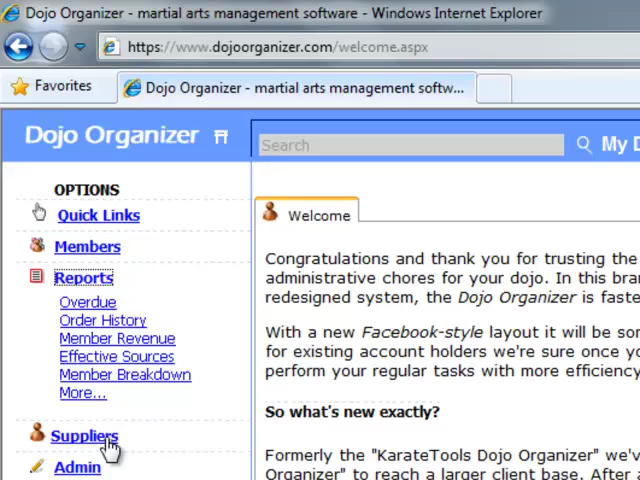 Dojo Organizer - martial arts management software - Windows Internet Explorer
https://www.dojoorganizer.com/welcome.aspx
Favorites
Dojo Organizer - martial arts management softw...
Dojo Organizer
Search
My D
OPTIONS
Quick Links
Members
Reports
Overdue
Order History
Member Revenue
Effective Sources
Member Breakdown
More...
Suppliers
Admin
Welcome
Congratulations and thank you for trusting the
administrative chores for your dojo. In this bran
redesigned system, the Dojo Organizer is faste
With a new Facebook-style layout it will be som
for existing account holders we're sure once yo
perform your regular tasks with more efficiency
So what's new exactly?
Formerly the "KarateTools Dojo Organizer" we'v
Organizer" to reach a larger client base. After a